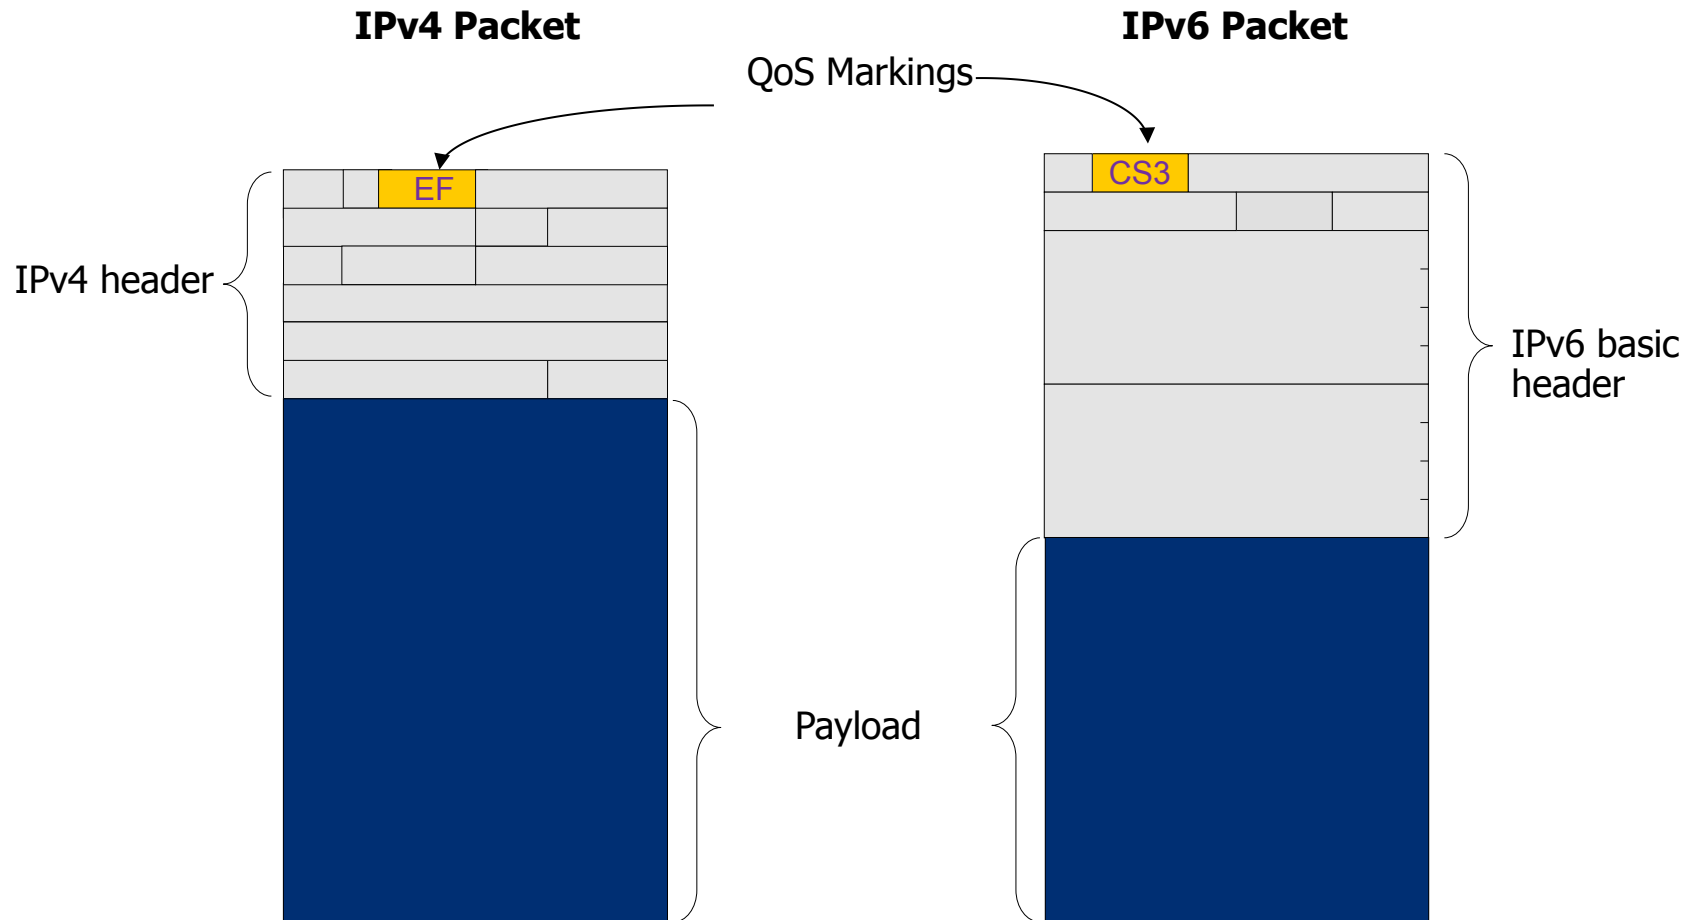 IPv4 Packet
IPv6 Packet
QoS Markings
EF
CS3
IPv4 header
IPv6 basic
header
Payload